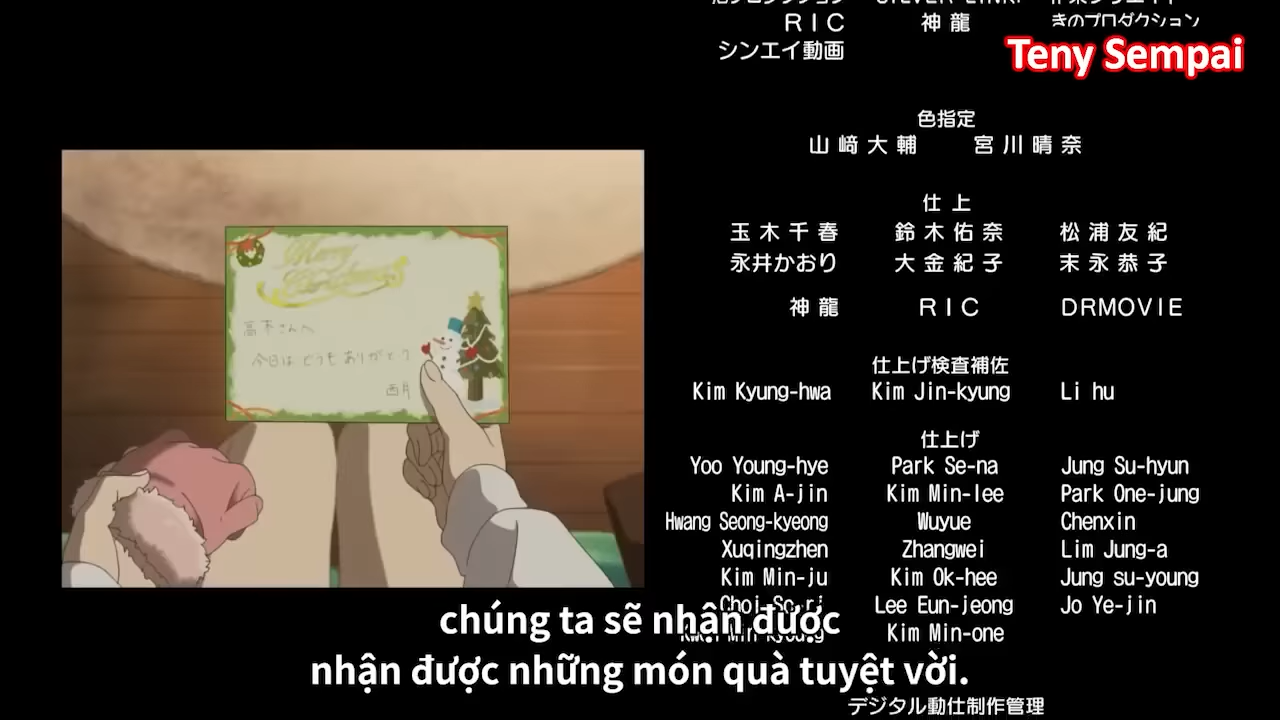 RIC 神龍 きのプロダクション
シンエイ動画
Teny Sempai
色指定
山﨑大輔 宮川晴奈
仕上
玉木千春 鈴木佑奈 松浦友紀
永井かおり 大金紀子 末永恭子
神龍 RIC DRMOVIE
仕上げ検査補佐
Kim Kyung-hwa Kim Jin-kyung Li hu
仕上げ
Yoo Young-hye Park Se-na Jung Su-hyun
Kim A-jin Kim Min-lee Park One-jung
Hwang Seong-kyeong Wuyue Chenxin
Xuqingzhen Zhangwei Lim Jung-a
Kim Min-ju Kim Ok-hee Jung su-young
Lee Eun-jeong Jo Ye-jin
Kim Min-one
デジタル動仕制作管理
Merry
Christmas
高木さんへ
今日はどうもありがとう
西片
chúng ta sẽ nhận được
nhận được những món quà tuyệt vời.